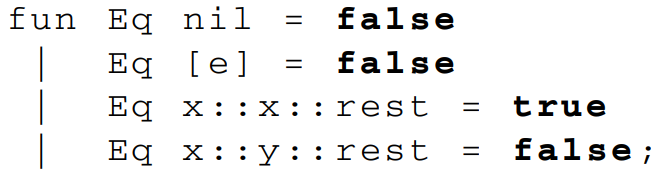 fun Eq nil = false
| Eq [e] = false
| Eq x::x::rest = true
| Eq x::y::rest = false;